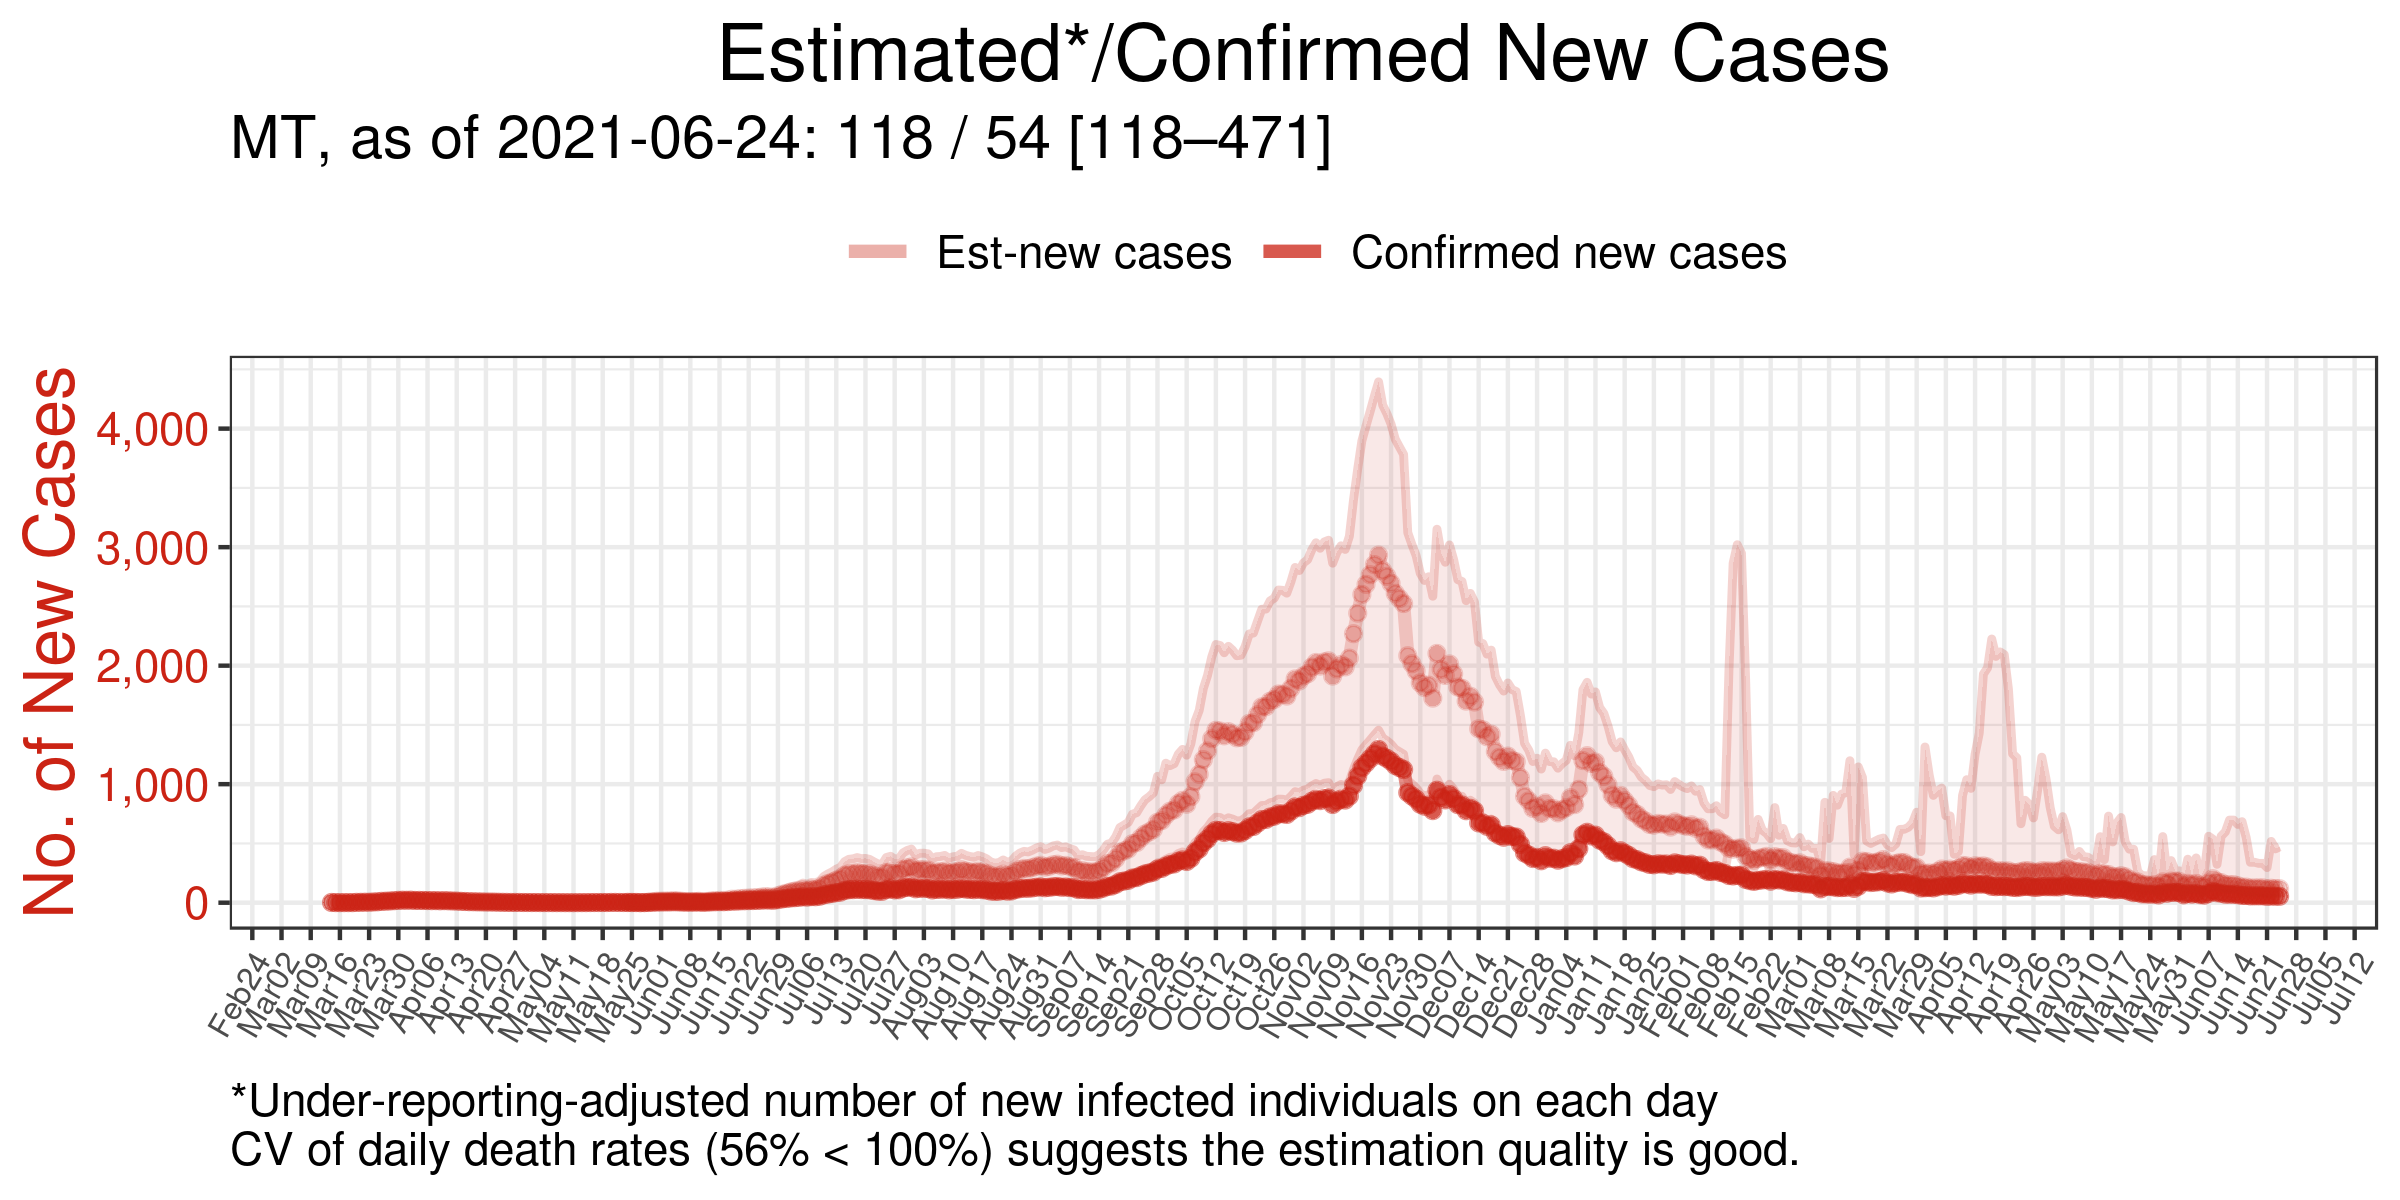 Estimated*/Confirmed New Cases
MT, as of 2021-06-24: 118 / 54 [118–471]
Est-new cases Confirmed new cases
No. of New Cases
4,000
3,000
2,000
1,000
0
Feb24 Mar02 Mar09 Mar16 Mar23 Mar30 Apr06 Apr13 Apr20 Apr27 May04 May11 May18 May25 Jun01 Jun08 Jun15 Jun22 Jun29 Jul06 Jul13 Jul20 Jul27 Aug03 Aug10 Aug17 Aug24 Aug31 Sep07 Sep14 Sep21 Sep28 Oct05 Oct12 Oct19 Oct26 Nov02 Nov09 Nov16 Nov23 Nov30 Dec07 Dec14 Dec21 Dec28 Jan04 Jan11 Jan18 Jan25 Feb01 Feb08 Feb15 Feb22 Mar01 Mar08 Mar15 Mar22 Mar29 Apr05 Apr12 Apr19 Apr26 May03 May10 May17 May24 May31 Jun07 Jun14 Jun21 Jun28 Jul05 Jul12
*Under-reporting-adjusted number of new infected individuals on each day
CV of daily death rates (56% < 100%) suggests the estimation quality is good.